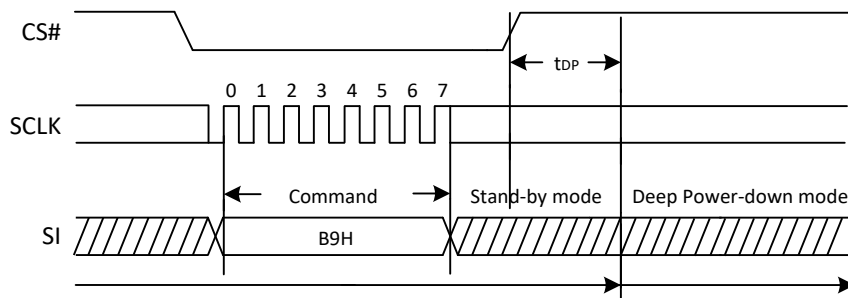 CS#
tDP
0 1 2 3 4 5 6 7
SCLK
Command Stand-by mode Deep Power-down mode
SI
B9H